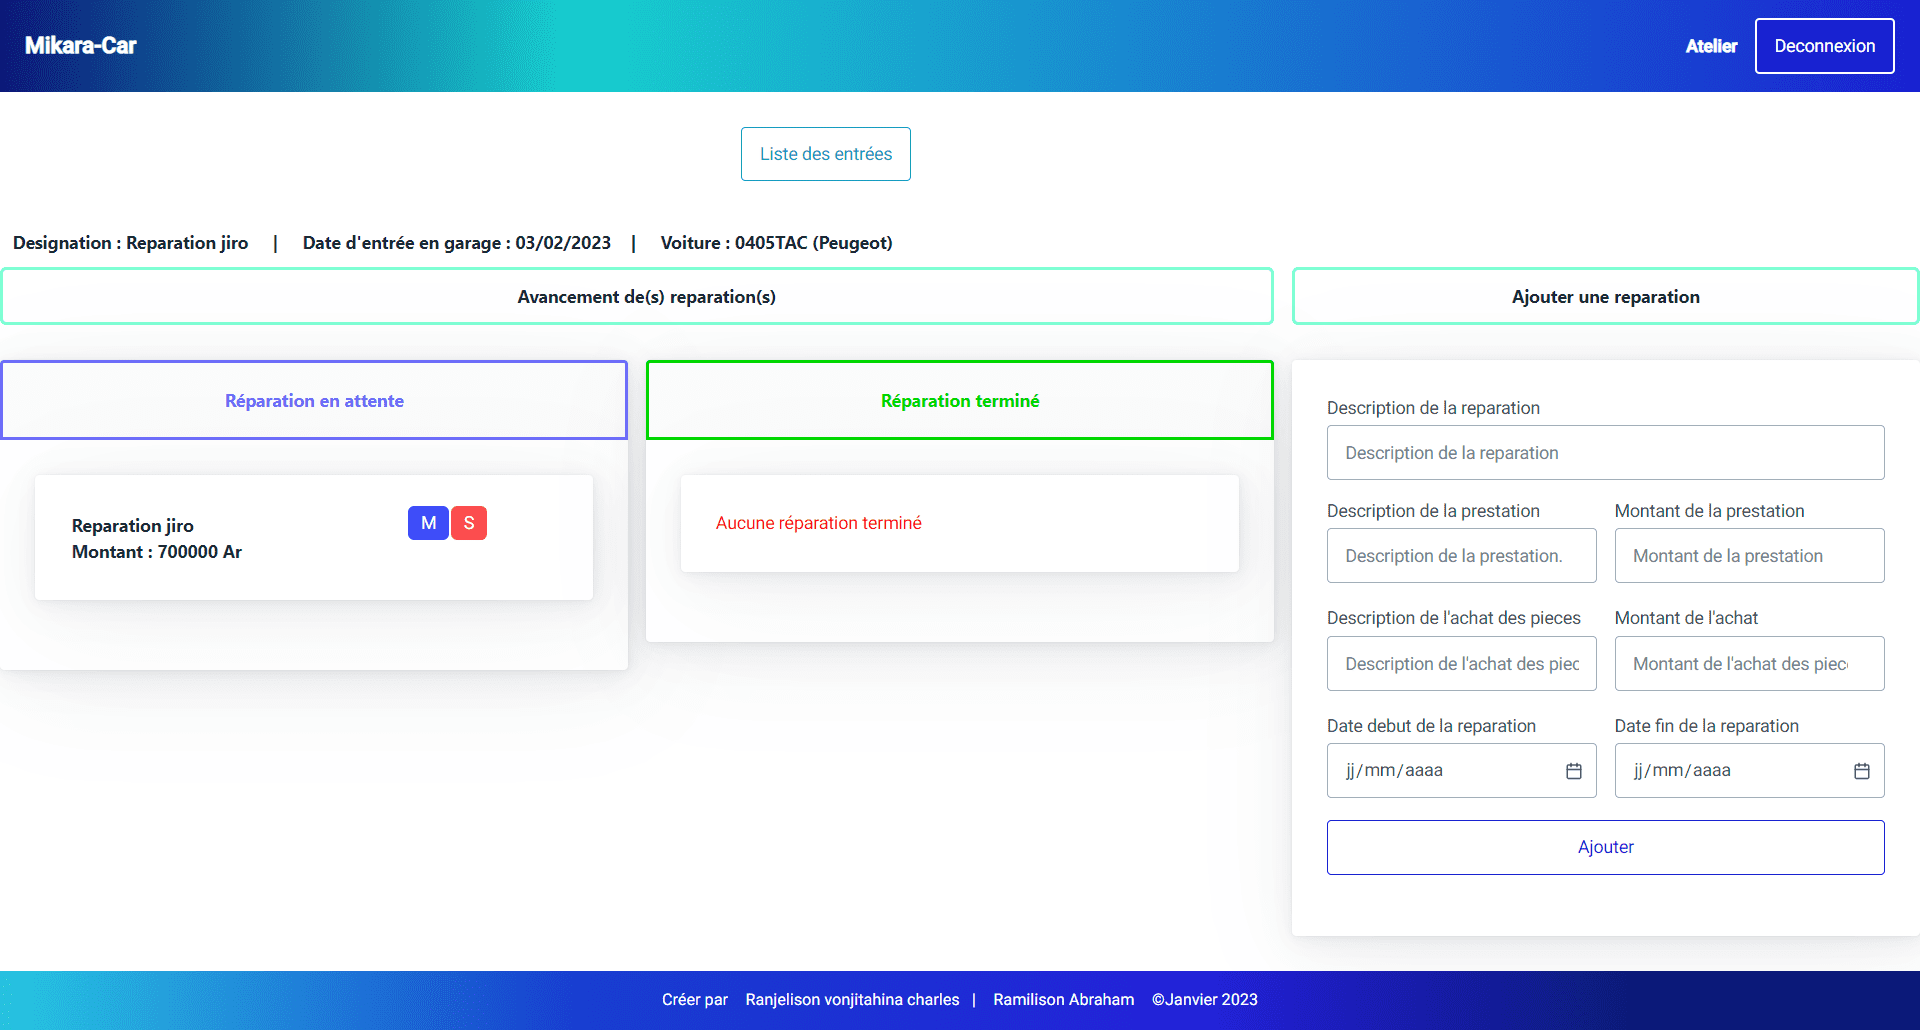 Mikara-Car
Atelier
Deconnexion
Liste des entrées
Designation : Reparation jiro | Date d'entrée en garage : 03/02/2023 | Voiture : 0405TAC (Peugeot)
Avancement de(s) reparation(s)
Ajouter une reparation
Réparation en attente
Reparation jiro
Montant : 700000 Ar
M
S
Réparation terminé
Aucune réparation terminé
Description de la reparation
Description de la reparation
Description de la prestation
Montant de la prestation
Description de la prestation.
Montant de la prestation
Description de l'achat des pieces
Montant de l'achat
Description de l'achat des piec
Montant de l'achat des piec
Date debut de la reparation
Date fin de la reparation
jj/mm/aaaa
jj/mm/aaaa
Ajouter
Créer par Ranjelison vonjitahina charles | Ramilison Abraham ©Janvier 2023